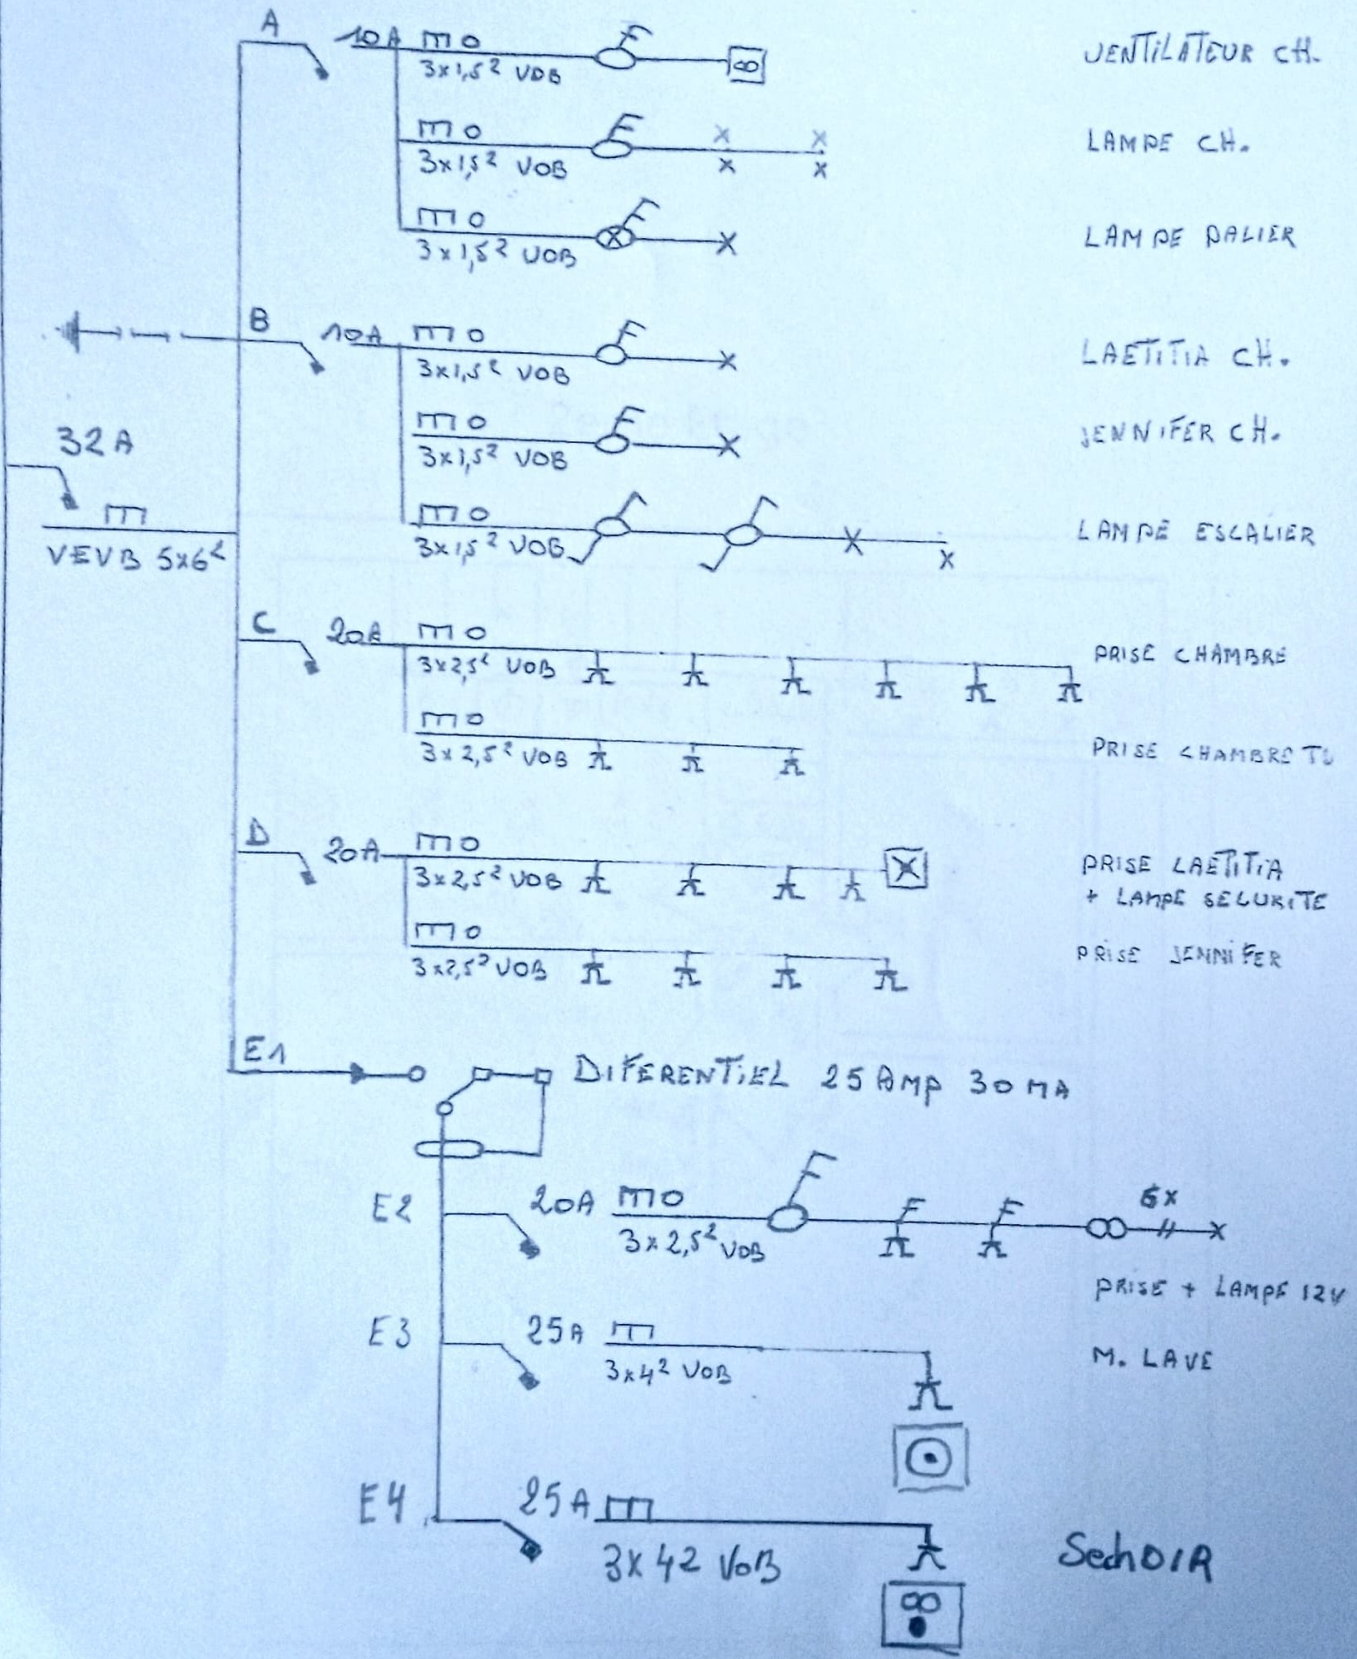 A
10A
3x1,5² VOB
VENTILATEUR CH.
3x1,5² VOB
LAMPE CH.
3x1,5² VOB
LAMPE PALIER
B
10A
3x1,5² VOB
LAETITIA CH.
3x1,5² VOB
JENNIFER CH.
3x1,5² VOB
LAMPE ESCALIER
32A
VEVB 5x6²
C
20A
3x2,5² VOB
PRISE CHAMBRE
3x2,5² VOB
PRISE CHAMBRE TV
D
20A
3x2,5² VOB
PRISE LAETITIA
+ LAMPE SECURITE
3x2,5² VOB
PRISE JENNIFER
E1
DIFERENTIEL 25 AMP 30 MA
E2
20A
3x2,5² VOB
6x
PRISE + LAMPE 12V
E3
25A
3x4² VOB
M. LAVE
E4
25A
3x42 VOB
SechOIR